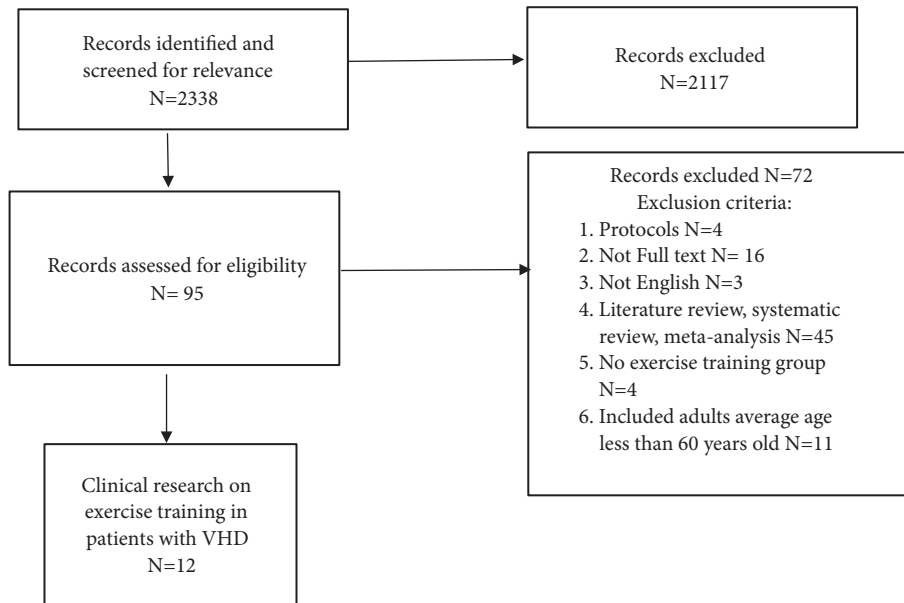 Records identified and
screened for relevance
N=2338
Records excluded
N=2117
Records assessed for eligibility
N= 95
Records excluded N=72
Exclusion criteria:
1. Protocols N=4
2. Not Full text N= 16
3. Not English N=3
4. Literature review, systematic
review, meta-analysis N=45
5. No exercise training group
N=4
6. Included adults average age
less than 60 years old N=11
Clinical research on
exercise training in
patients with VHD
N=12